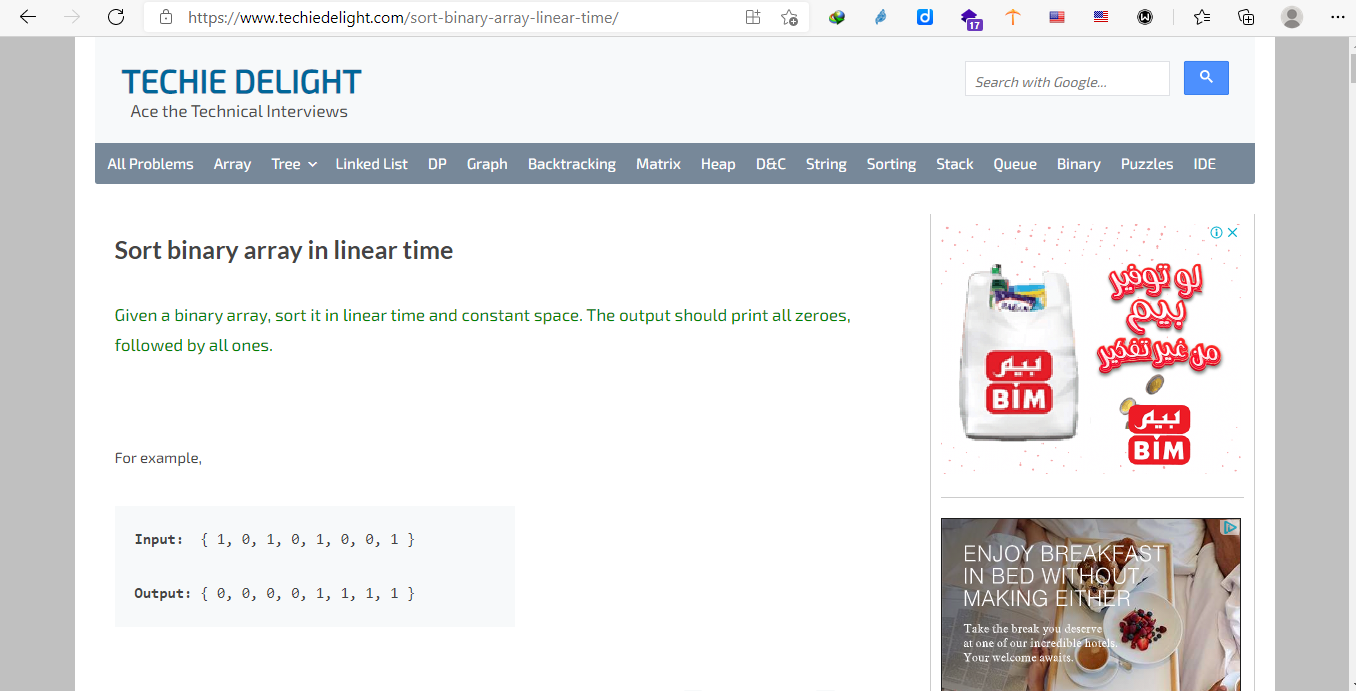 https://www.techiedelight.com/sort-binary-array-linear-time/
17
TECHIE DELIGHT
Ace the Technical Interviews
Search with Google...
All Problems Array Tree Linked List DP Graph Backtracking Matrix Heap D&C String Sorting Stack Queue Binary Puzzles IDE
Sort binary array in linear time
Given a binary array, sort it in linear time and constant space. The output should print all zeroes,
followed by all ones.
For example,
Input: { 1, 0, 1, 0, 1, 0, 0, 1 }
Output: { 0, 0, 0, 0, 1, 1, 1, 1 }
لو توفير
بيم
من غير تفكير
بيم
BIM
بيم
BIM
ENJOY BREAKFAST
IN BED WITHOUT
MAKING EITHER
Take the break you deserve
at one of our incredible hotels.
Your welcome awaits.